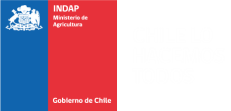 INDAP
Ministerio de
Agricultura
Gobierno de Chile